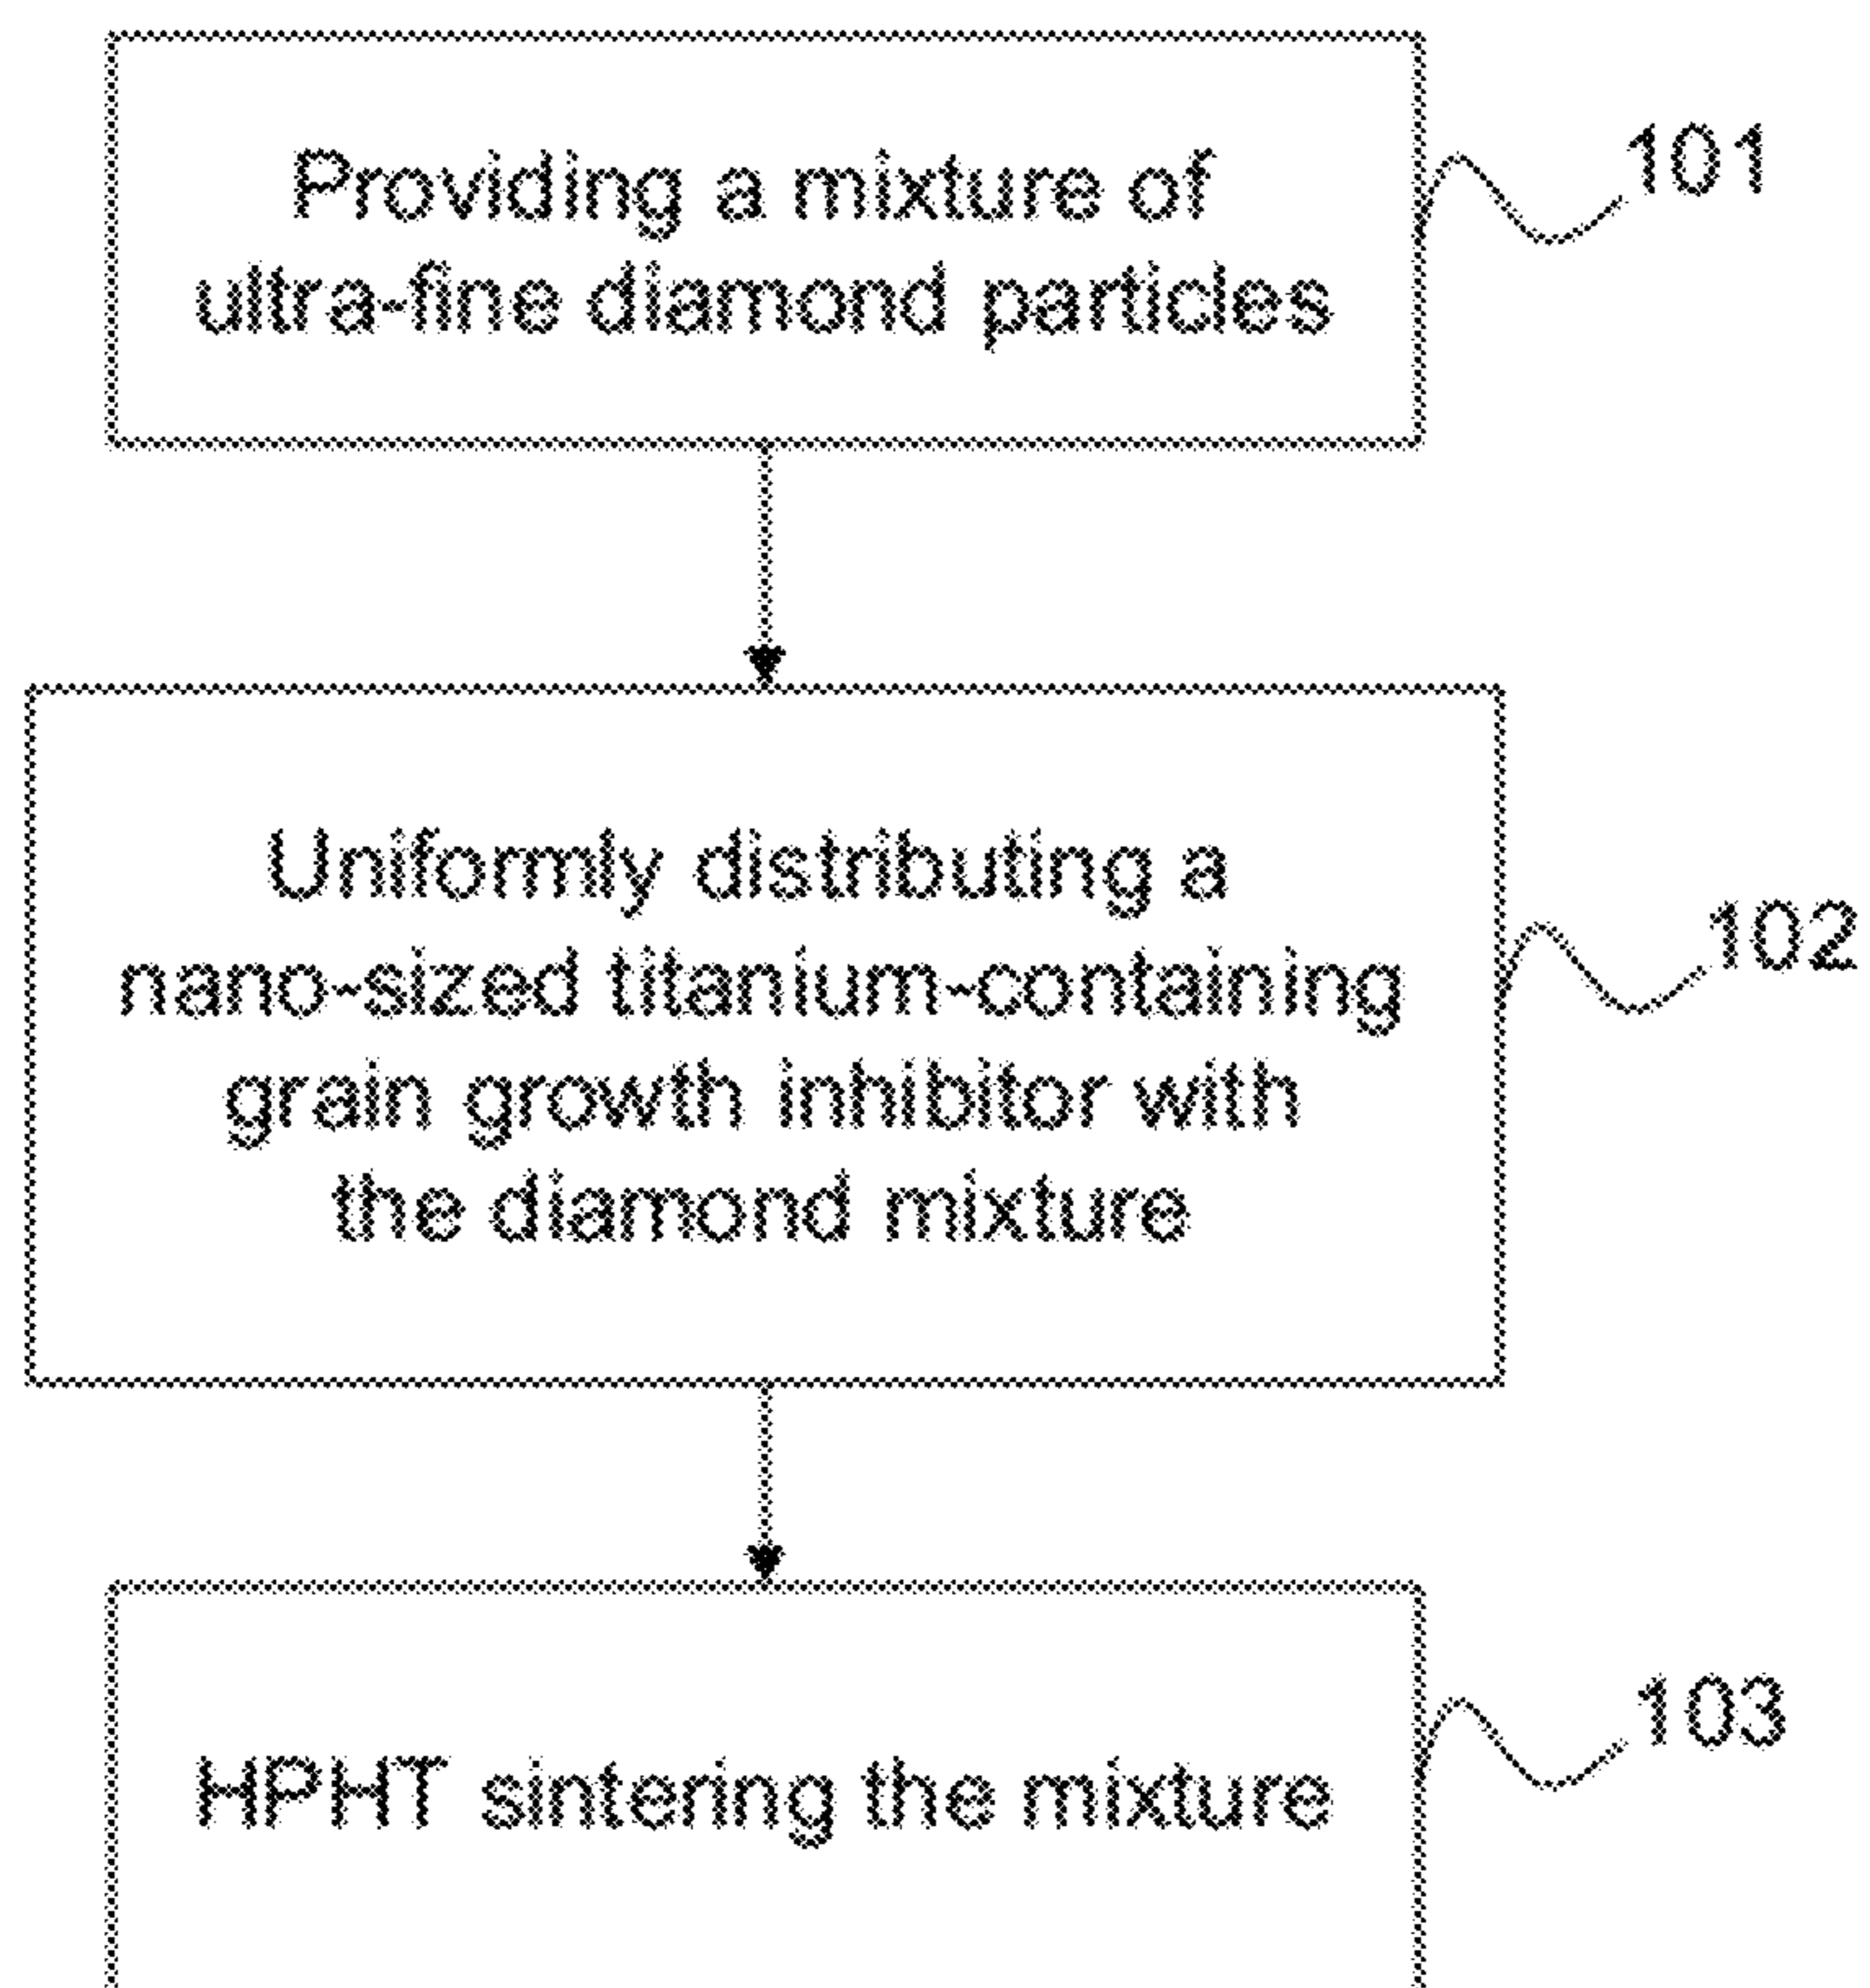 Providing a mixture of
ultra-fine diamond particles
101
Uniformly distributing a
nano-sized titanium-containing
grain growth inhibitor with
the diamond mixture
102
HPHT sintering the mixture
103